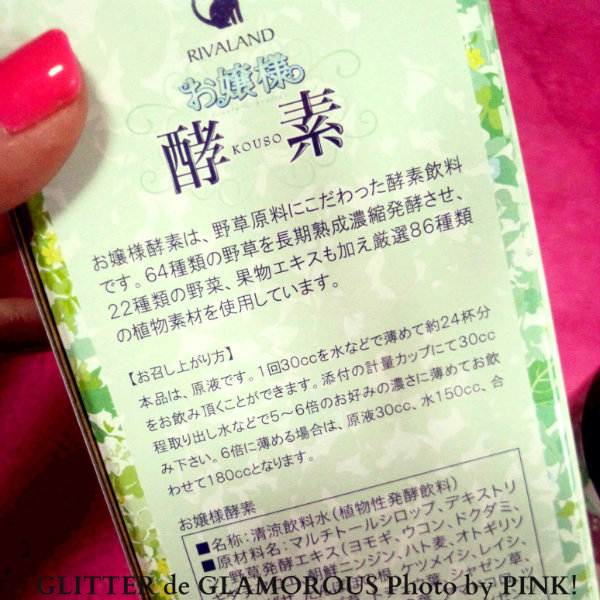 RIVALAND
お嬢様
酵素
KOUSO
お嬢様酵素は、野草原料にこだわった酵素飲料
です。64種類の野草を長期熟成濃縮発酵させ、
22種類の野菜、果物エキスも加え厳選86種類
の植物素材を使用しています。
【お召し上がり方】
本品は、原液です。1回30ccを水などで薄めて約24杯分
をお飲み頂くことができます。添付の計量カップにて30cc
程取り出し水などで5～6倍のお好みの濃さに薄めてお飲
み下さい。6倍に薄める場合は、原液30cc、水150cc、合
わせて180ccとなります。
お嬢様酵素
■名称:清涼飲料水(植物性発酵飲料)
■原材料名:マルチトールシロップ、デキストリ
野草発酵エキス(ヨモギ、ウコン、ドクダミ、
朝鮮ニンジン、ハト麦、オトギリソ
ケツメイシ、レイシ、
シャゼン草、
GLITTER de GLAMOROUS Photo by PINK!